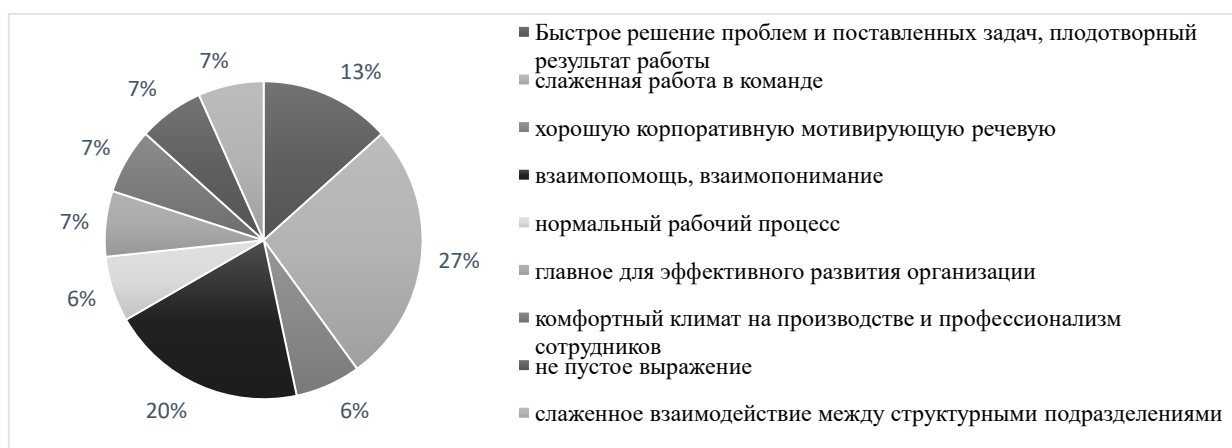 7%
13%
7%
7%
7%
27%
6%
20%
6%
Быстрое решение проблем и поставленных задач, плодотворный
результат работы
слаженная работа в команде
хорошую корпоративную мотивирующую речевую
взаимопомощь, взаимопонимание
нормальный рабочий процесс
главное для эффективного развития организации
комфортный климат на производстве и профессионализм
сотрудников
не пустое выражение
слаженное взаимодействие между структурными подразделениями